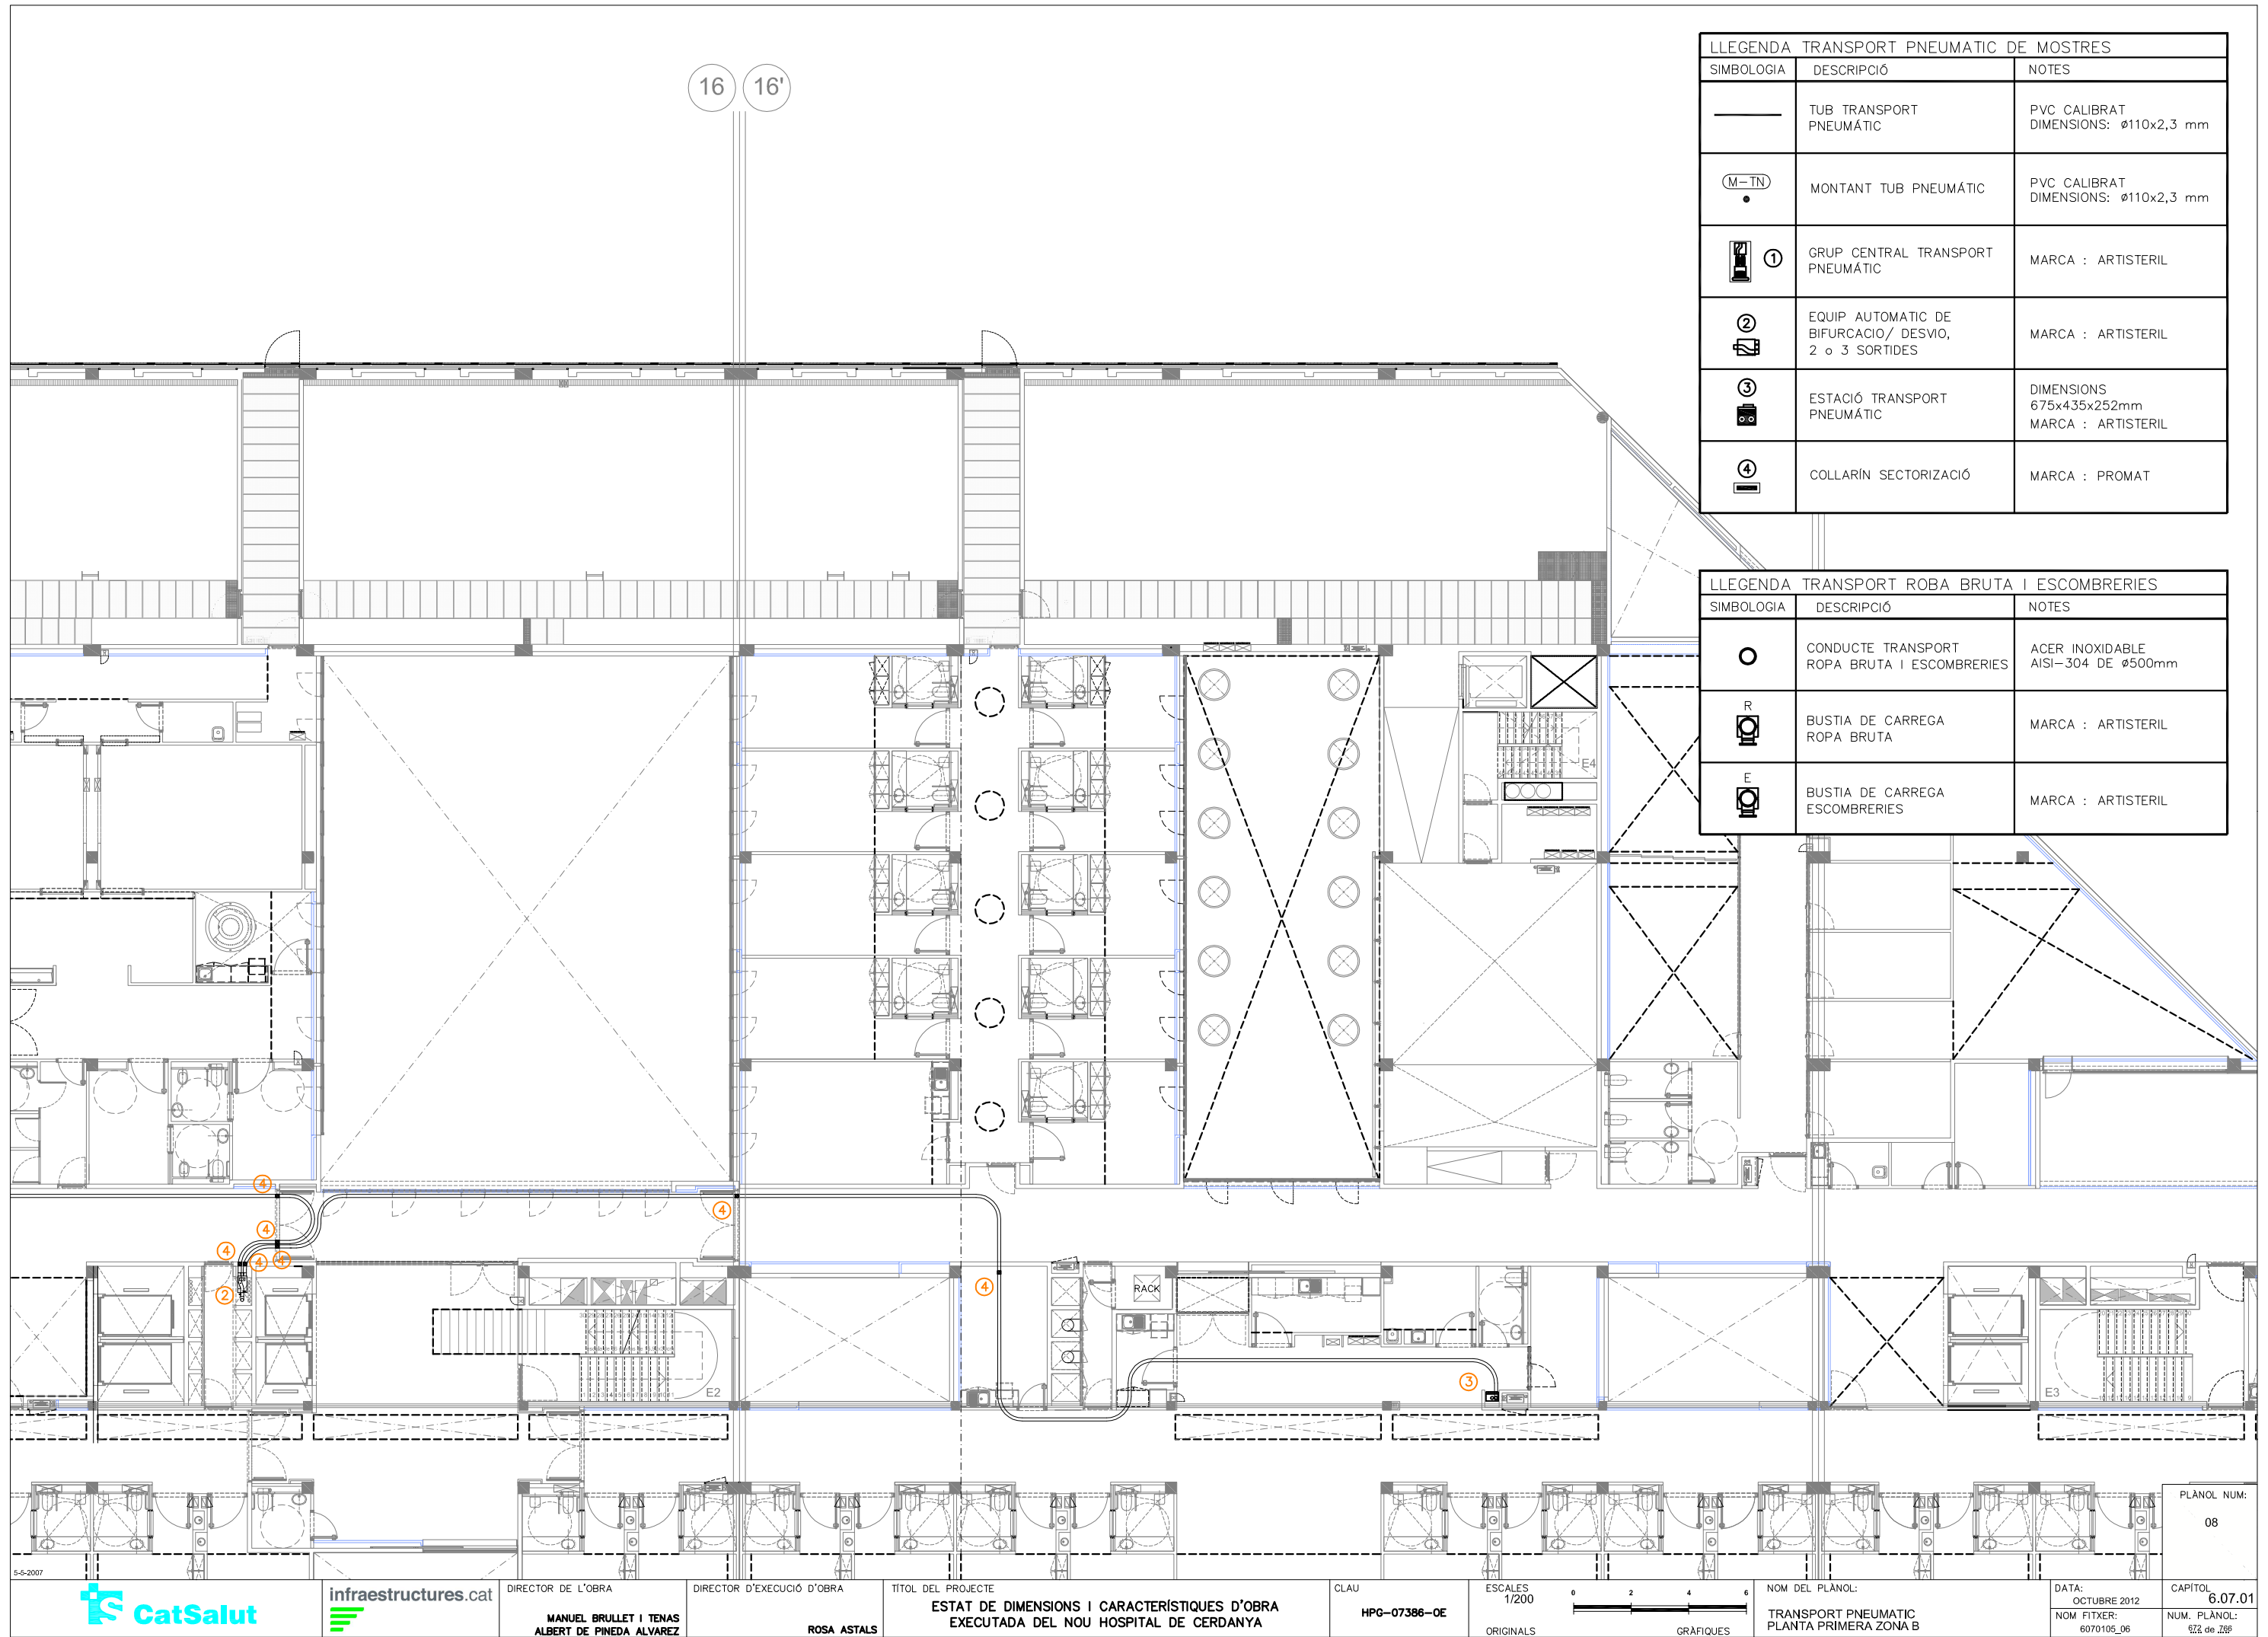 16
16'
LLEGENDA TRANSPORT PNEUMATIC DE MOSTRES
SIMBOLOGIA
DESCRIPCIÓ
NOTES
TUB TRANSPORT
PNEUMÁTIC
PVC CALIBRAT
DIMENSIONS: ø110x2,3 mm
M-TN
MONTANT TUB PNEUMÁTIC
PVC CALIBRAT
DIMENSIONS: ø110x2,3 mm
1
GRUP CENTRAL TRANSPORT
PNEUMÁTIC
MARCA : ARTISTERIL
2
EQUIP AUTOMATIC DE
BIFURCACIO/ DESVIO,
2 o 3 SORTIDES
MARCA : ARTISTERIL
3
ESTACIÓ TRANSPORT
PNEUMÁTIC
DIMENSIONS
675x435x252mm
MARCA : ARTISTERIL
4
COLLARÍN SECTORIZACIÓ
MARCA : PROMAT
LLEGENDA TRANSPORT ROBA BRUTA I ESCOMBRERIES
SIMBOLOGIA
DESCRIPCIÓ
NOTES
CONDUCTE TRANSPORT
ROPA BRUTA I ESCOMBRERIES
ACER INOXIDABLE
AISI-304 DE ø500mm
R
BUSTIA DE CARREGA
ROPA BRUTA
MARCA : ARTISTERIL
E
BUSTIA DE CARREGA
ESCOMBRERIES
MARCA : ARTISTERIL
E4
4
4
4
4
4
4
2
4
RACK
3
E2
E3
5-5-2007
PLÀNOL NUM:
08
CatSalut
infraestructures.cat
DIRECTOR DE L'OBRA
MANUEL BRULLET I TENAS
ALBERT DE PINEDA ALVAREZ
DIRECTOR D'EXECUCIÓ D'OBRA
ROSA ASTALS
TÍTOL DEL PROJECTE
ESTAT DE DIMENSIONS I CARACTERÍSTIQUES D'OBRA
EXECUTADA DEL NOU HOSPITAL DE CERDANYA
CLAU
HPG-07386-OE
ESCALES
1/200
ORIGINALS
0 2 4 6
GRÀFIQUES
NOM DEL PLÀNOL:
TRANSPORT PNEUMATIC
PLANTA PRIMERA ZONA B
DATA:
OCTUBRE 2012
NOM FITXER:
6070105_06
CAPÍTOL
6.07.01
NUM. PLÀNOL: